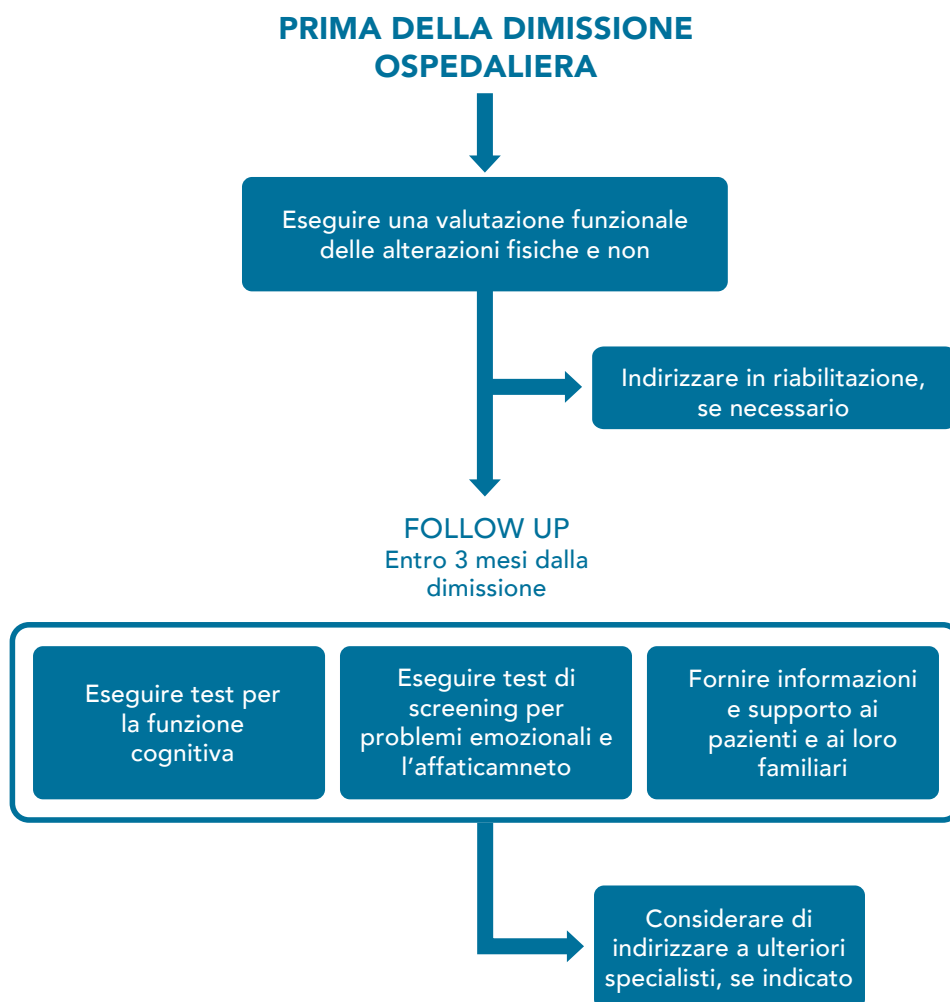 PRIMA DELLA DIMISSIONE
OSPEDALIERA
Eseguire una valutazione funzionale
delle alterazioni fisiche e non
Indirizzare in riabilitazione,
se necessario
FOLLOW UP
Entro 3 mesi dalla
dimissione
Eseguire test per
la funzione
cognitiva
Eseguire test di
screening per
problemi emozionali e
l'affaticamneto
Fornire informazioni
e supporto ai
pazienti e ai loro
familiari
Considerare di
indirizzare a ulteriori
specialisti, se indicato